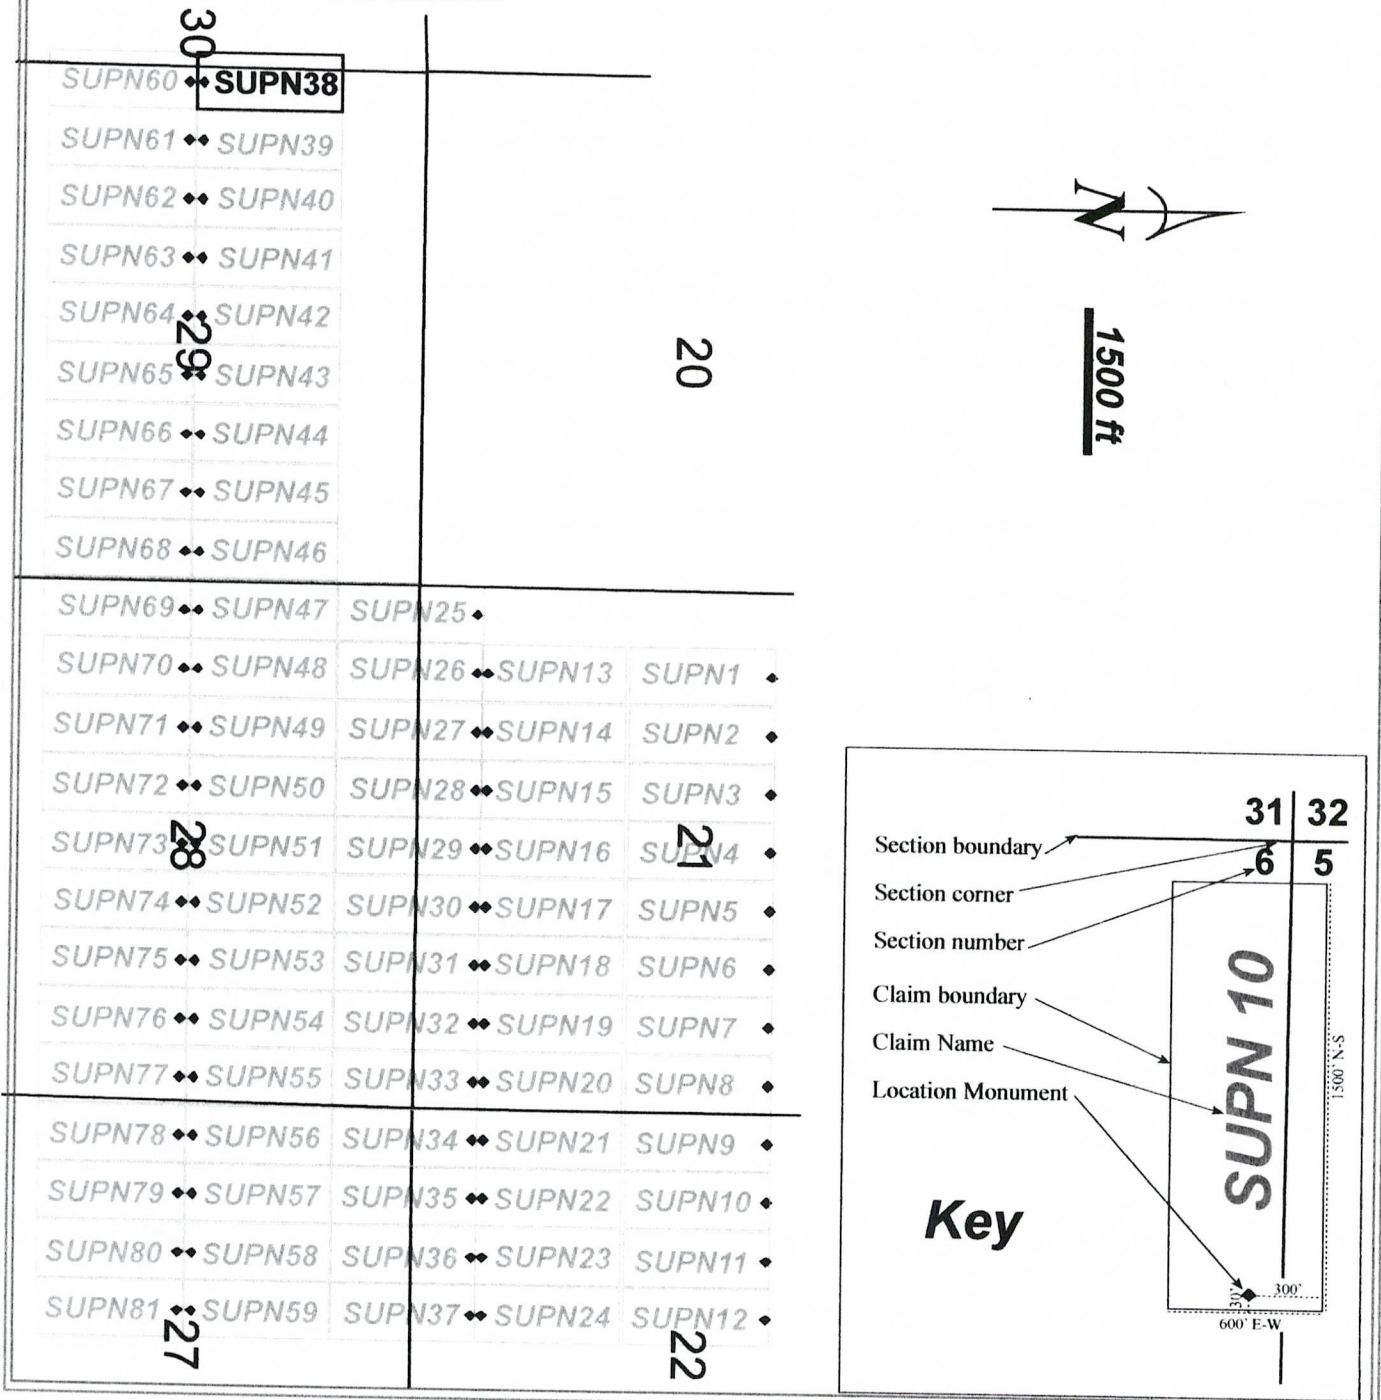 30
SUPN60 SUPN38
SUPN61 SUPN39
SUPN62 SUPN40
SUPN63 SUPN41
SUPN64 SUPN42
29
SUPN65 SUPN43
SUPN66 SUPN44
SUPN67 SUPN45
SUPN68 SUPN46
20
SUPN69 SUPN47 SUPN25
SUPN70 SUPN48 SUPN26 SUPN13 SUPN1
SUPN71 SUPN49 SUPN27 SUPN14 SUPN2
SUPN72 SUPN50 SUPN28 SUPN15 SUPN3
SUPN73 SUPN51 SUPN29 SUPN16 SUPN4
28
21
SUPN74 SUPN52 SUPN30 SUPN17 SUPN5
SUPN75 SUPN53 SUPN31 SUPN18 SUPN6
SUPN76 SUPN54 SUPN32 SUPN19 SUPN7
SUPN77 SUPN55 SUPN33 SUPN20 SUPN8
SUPN78 SUPN56 SUPN34 SUPN21 SUPN9
SUPN79 SUPN57 SUPN35 SUPN22 SUPN10
SUPN80 SUPN58 SUPN36 SUPN23 SUPN11
SUPN81 SUPN59 SUPN37 SUPN24 SUPN12
27
22
N
1500 ft
31 32
6 5
Section boundary
Section corner
Section number
Claim boundary
Claim Name
Location Monument
Key
SUPN 10
1500' N-S
30'
300'
600' E-W